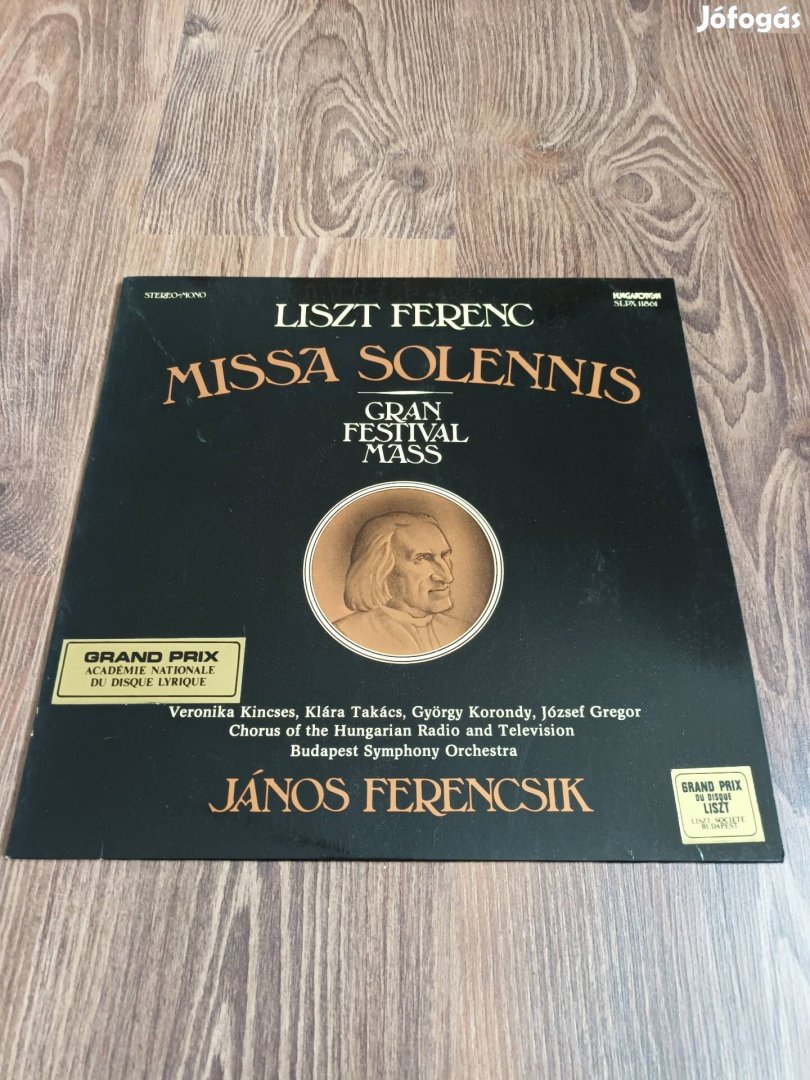 Jófogás
STEREO-MONO
HUNGAROTON
SLPX 11861
LISZT FERENC
MISSA SOLENNIS
GRAN
FESTIVAL
MASS
GRAND PRIX
ACADÉMIE NATIONALE
DU DISQUE LYRIQUE
Veronika Kincses, Klára Takács, György Korondy, József Gregor
Chorus of the Hungarian Radio and Television
Budapest Symphony Orchestra
JÁNOS FERENCSIK
GRAND PRIX
DU DISQUE
LISZT
LISZT SOCIÉTÉ
BUDAPEST